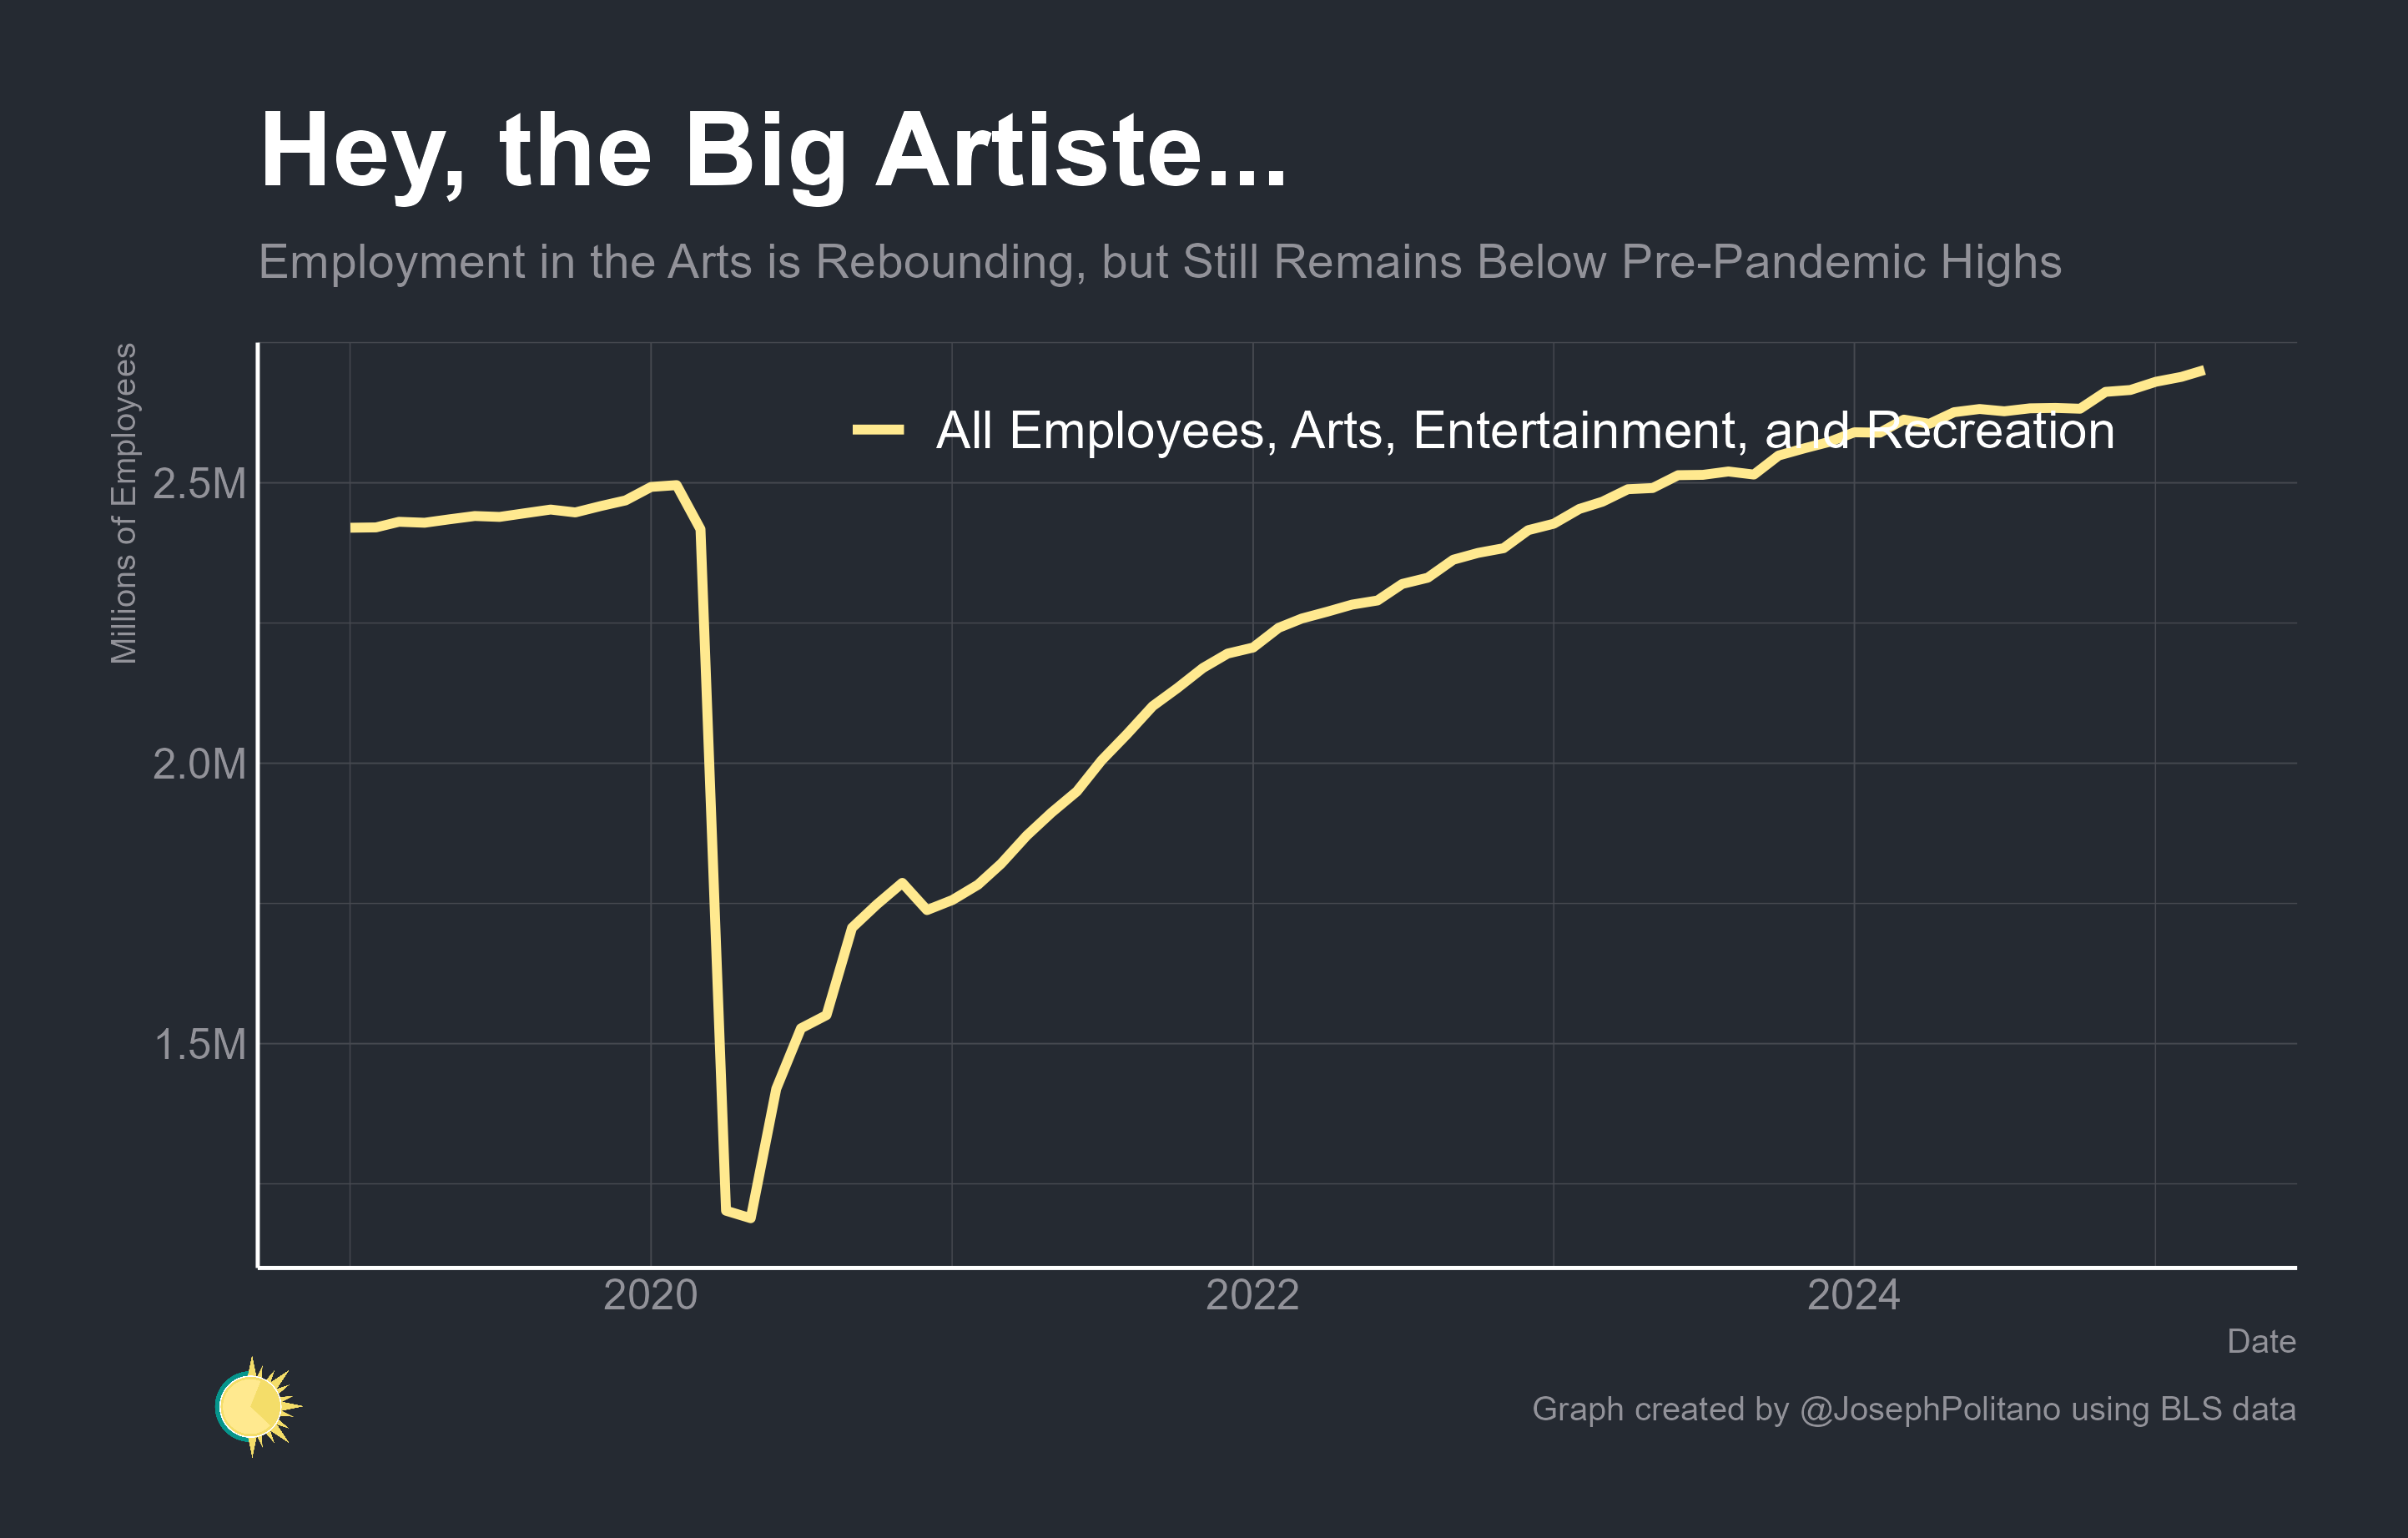 Hey, the Big Artiste...
Employment in the Arts is Rebounding, but Still Remains Below Pre-Pandemic Highs
Millions of Employees
All Employees, Arts, Entertainment, and Recreation
2.5M
2.0M
1.5M
2020 2022 2024
Date
Graph created by @JosephPolitano using BLS data